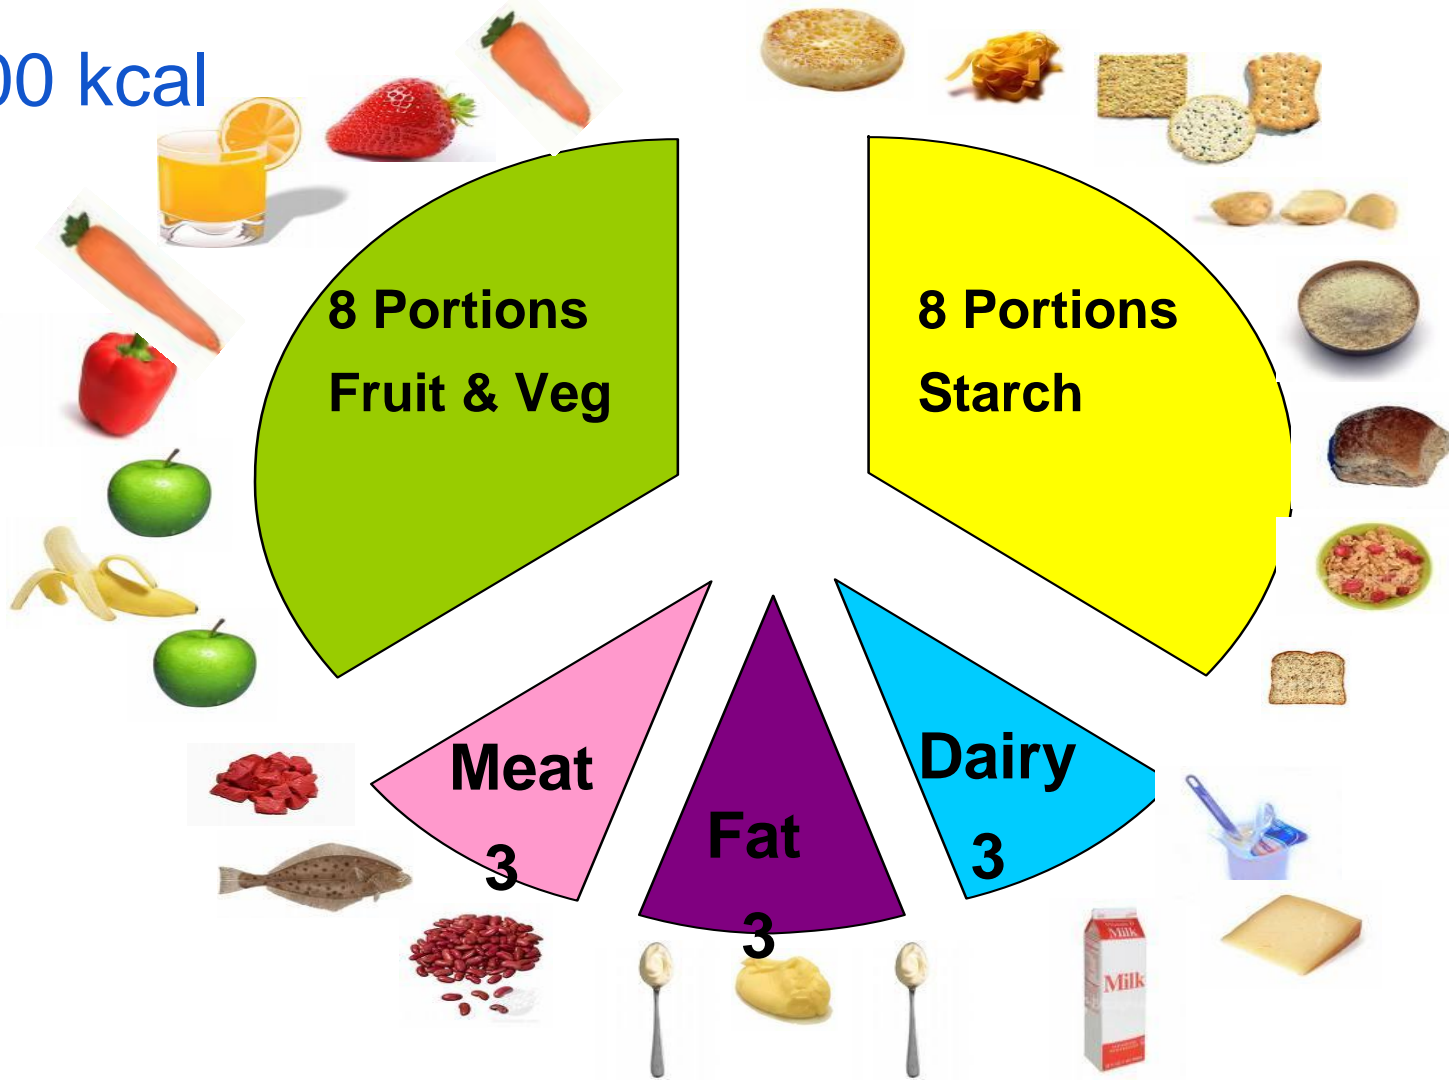 00 kcal
8 Portions
Fruit & Veg
8 Portions
Starch
Meat
3
Fat
3
Dairy
3
Milk
Milk